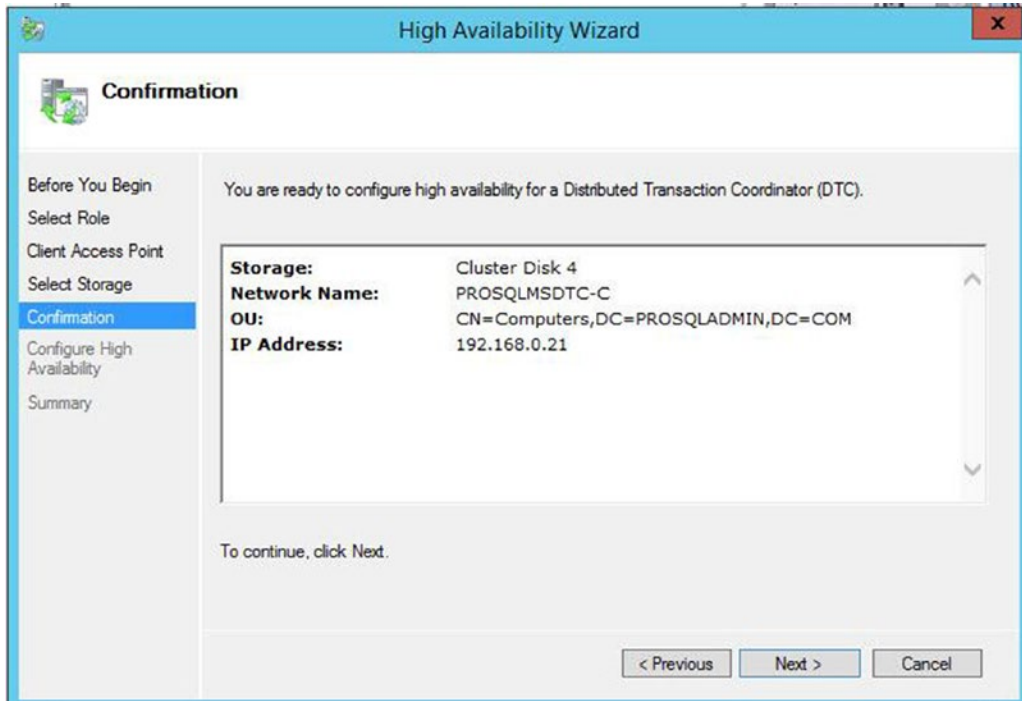 High Availability Wizard
x
Confirmation
Before You Begin
Select Role
Client Access Point
Select Storage
Confirmation
Configure High
Availability
Summary
You are ready to configure high availability for a Distributed Transaction Coordinator (DTC).
Storage: Cluster Disk 4
Network Name: PROSQLMSDTC-C
OU: CN=Computers,DC=PROSQLADMIN,DC=COM
IP Address: 192.168.0.21
To continue, click Next.
< Previous Next > Cancel